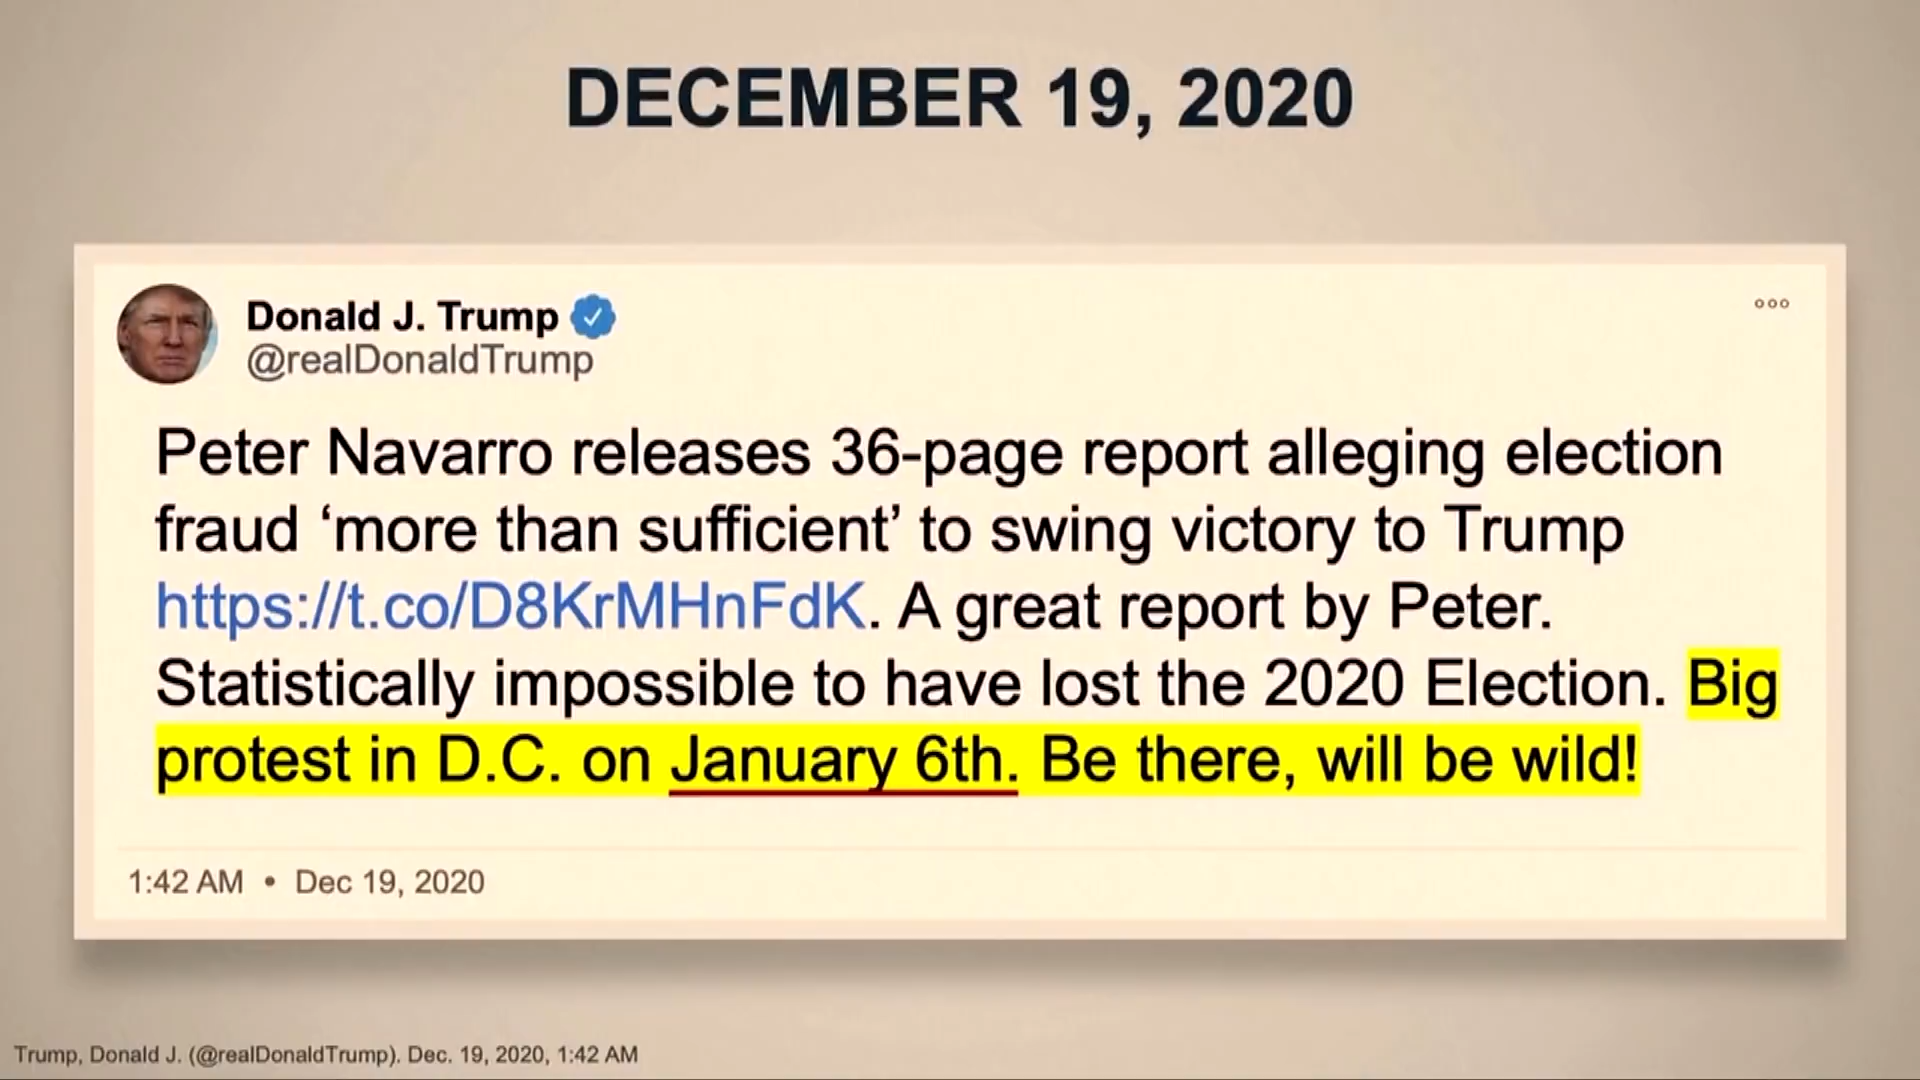 DECEMBER 19, 2020
Donald J. Trump
@realDonaldTrump
Peter Navarro releases 36-page report alleging election
fraud ‘more than sufficient’ to swing victory to Trump
https://t.co/D8KrMHnFdK. A great report by Peter.
Statistically impossible to have lost the 2020 Election. Big
protest in D.C. on January 6th. Be there, will be wild!
1:42 AM • Dec 19, 2020
Trump, Donald J. (@realDonaldTrump). Dec. 19, 2020, 1:42 AM